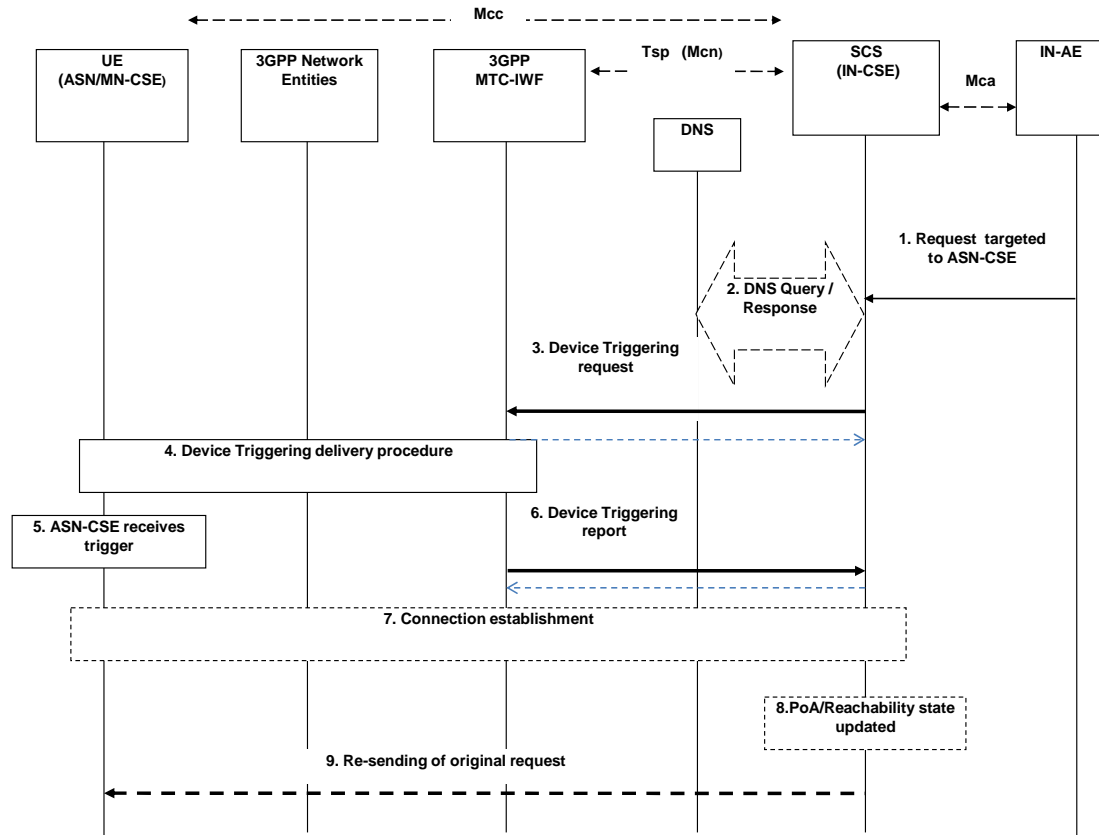 Mcc
UE
(ASN/MN-CSE)
3GPP Network
Entities
3GPP
MTC-IWF
Tsp (Mcn)
SCS
(IN-CSE)
Mca
IN-AE
DNS
1. Request targeted
to ASN-CSE
2. DNS Query /
Response
3. Device Triggering
request
4. Device Triggering delivery procedure
5. ASN-CSE receives
trigger
6. Device Triggering
report
7. Connection establishment
8.PoA/Reachability state
updated
9. Re-sending of original request